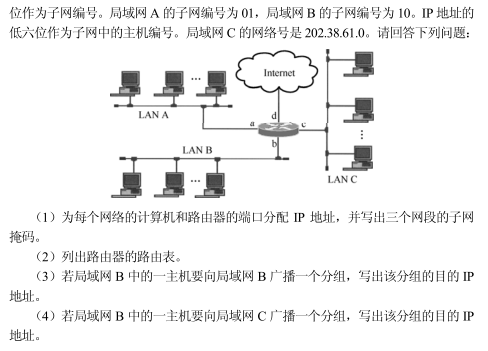 位作为子网编号。局域网 A 的子网编号为 01，局域网 B 的子网编号为 10。IP 地址的
低六位作为子网中的主机编号。局域网 C 的网络号是 202.38.61.0。请回答下列问题：
Internet
LAN A
a
d
c
b
LAN B
LAN C
（1）为每个网络的计算机和路由器的端口分配 IP 地址，并写出三个网段的子网
掩码。
（2）列出路由器的路由表。
（3）若局域网 B 中的一主机要向局域网 B 广播一个分组，写出该分组的目的 IP
地址。
（4）若局域网 B 中的一主机要向局域网 C 广播一个分组，写出该分组的目的 IP
地址。